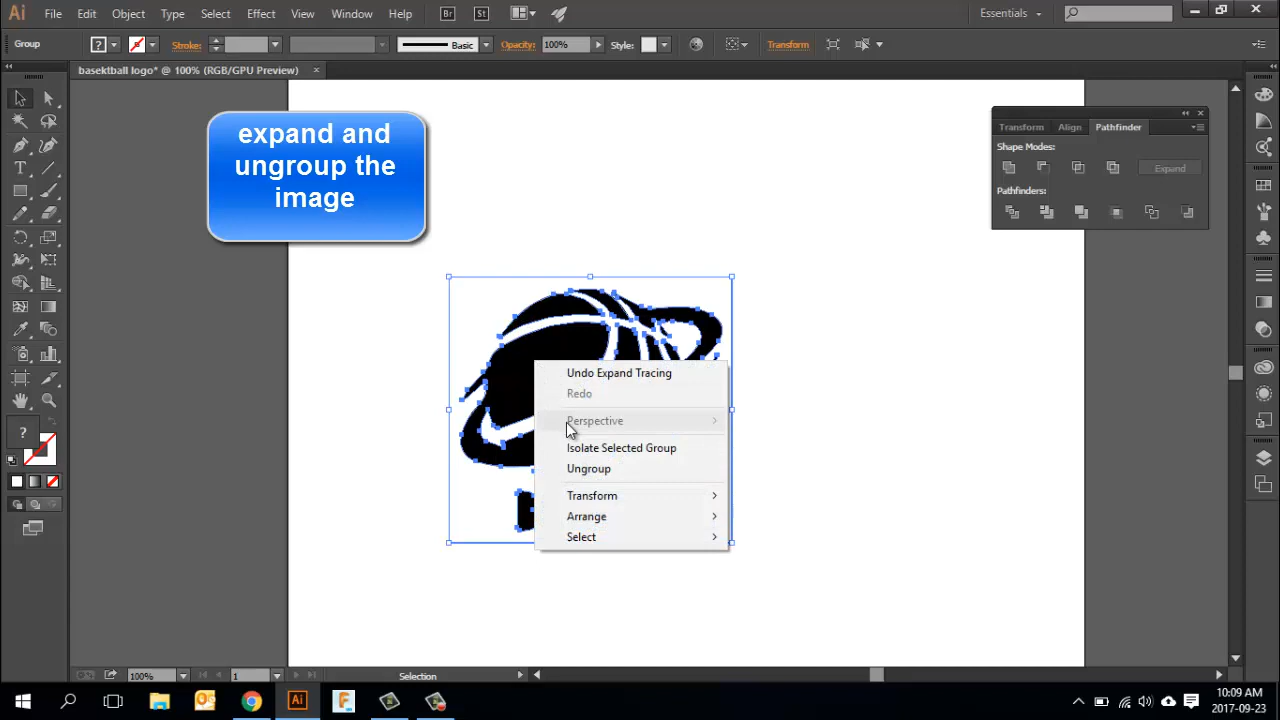 Ai File Edit Object Type Select Effect View Window Help Br St Essentials
Group ? Stroke: Basic Opacity: 100% Style: Transform
basektball logo* @ 100% (RGB/GPU Preview) ×
expand and
ungroup the
image
Transform Align Pathfinder
Shape Modes:
Expand
Pathfinders:
Undo Expand Tracing
Redo
Perspective
Isolate Selected Group
Ungroup
Transform
Arrange
Select
?
100% 1 Selection
Ai
10:09 AM
2017-09-23